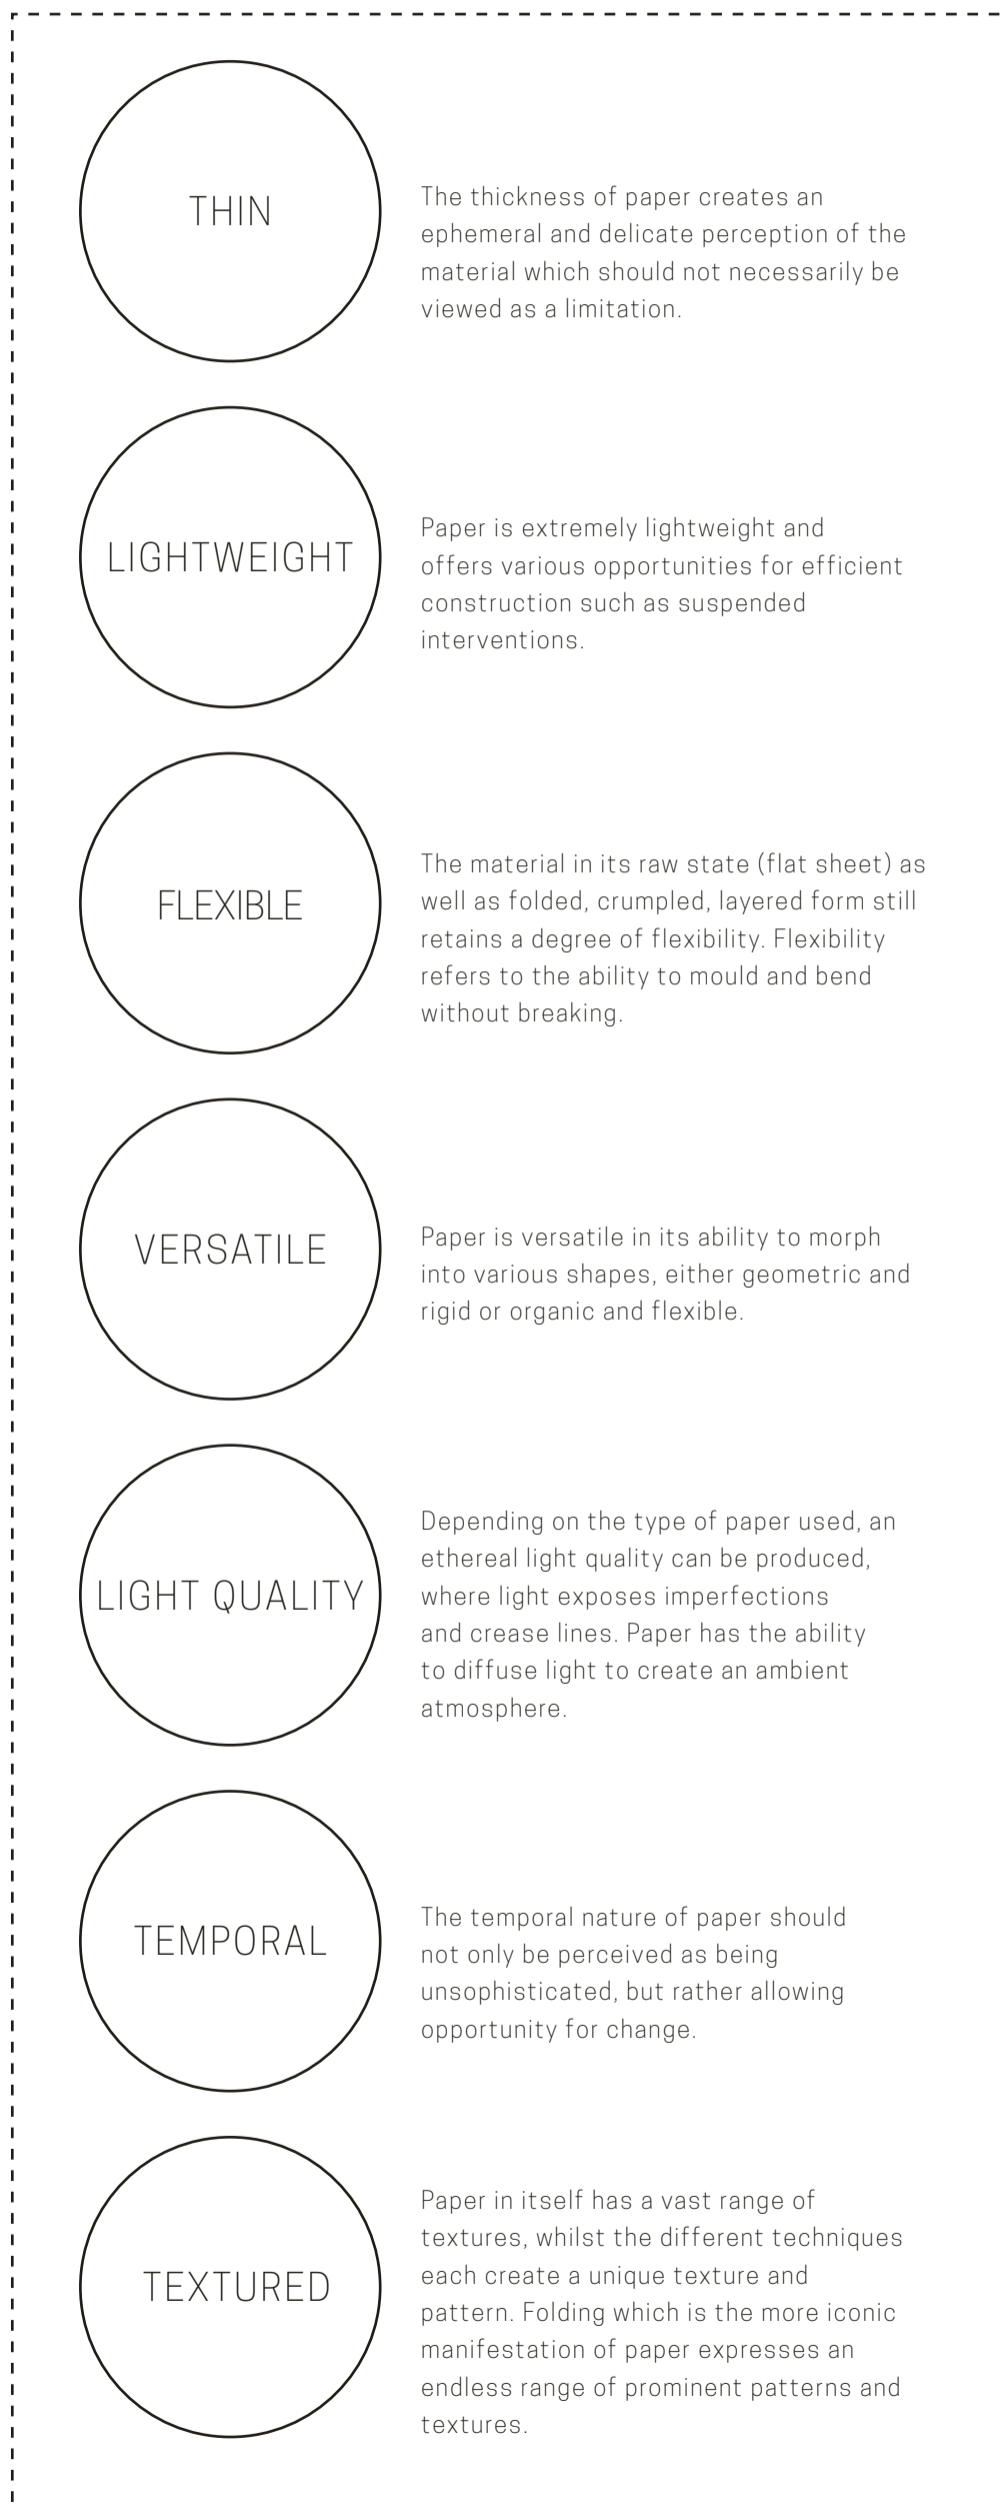 THIN
The thickness of paper creates an
ephemeral and delicate perception of the
material which should not necessarily be
viewed as a limitation.
LIGHTWEIGHT
Paper is extremely lightweight and
offers various opportunities for efficient
construction such as suspended
interventions.
FLEXIBLE
The material in its raw state (flat sheet) as
well as folded, crumpled, layered form still
retains a degree of flexibility. Flexibility
refers to the ability to mould and bend
without breaking.
VERSATILE
Paper is versatile in its ability to morph
into various shapes, either geometric and
rigid or organic and flexible.
LIGHT QUALITY
Depending on the type of paper used, an
ethereal light quality can be produced,
where light exposes imperfections
and crease lines. Paper has the ability
to diffuse light to create an ambient
atmosphere.
TEMPORAL
The temporal nature of paper should
not only be perceived as being
unsophisticated, but rather allowing
opportunity for change.
TEXTURED
Paper in itself has a vast range of
textures, whilst the different techniques
each create a unique texture and
pattern. Folding which is the more iconic
manifestation of paper expresses an
endless range of prominent patterns and
textures.